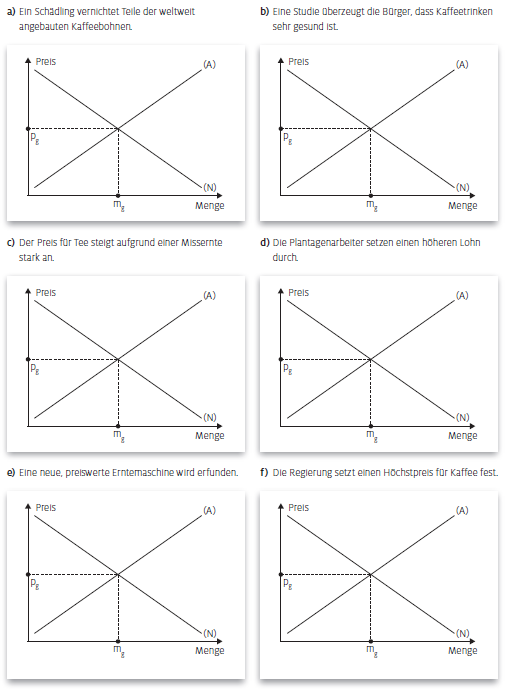 a) Ein Schädling vernichtet Teile der weltweit
angebauten Kaffeebohnen.
Preis
(A)
pg
(N)
mg
Menge
b) Eine Studie überzeugt die Bürger, dass Kaffeetrinken
sehr gesund ist.
Preis
(A)
pg
(N)
mg
Menge
c) Der Preis für Tee steigt aufgrund einer Missernte
stark an.
Preis
(A)
pg
(N)
mg
Menge
d) Die Plantagenarbeiter setzen einen höheren Lohn
durch.
Preis
(A)
pg
(N)
mg
Menge
e) Eine neue, preiswerte Erntemaschine wird erfunden.
Preis
(A)
pg
(N)
mg
Menge
f) Die Regierung setzt einen Höchstpreis für Kaffee fest.
Preis
(A)
pg
(N)
mg
Menge